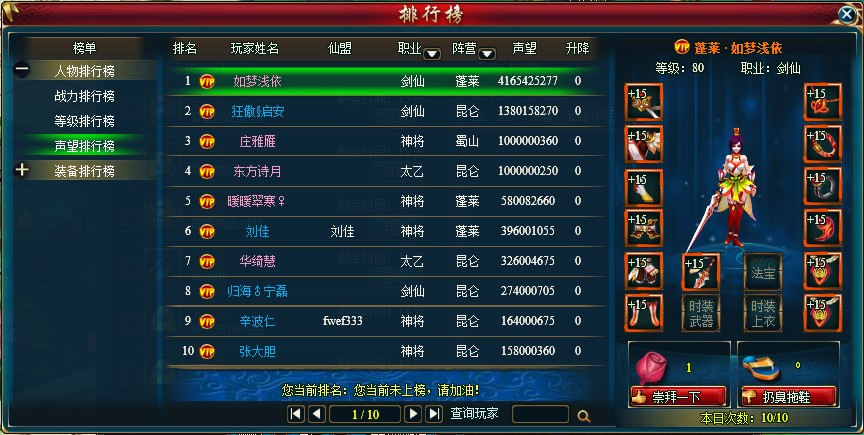 排行榜
榜单
人物排行榜
战力排行榜
等级排行榜
声望排行榜
装备排行榜
排名 玩家姓名 仙盟 职业 阵营 声望 升降
1 VIP 如梦浅依 剑仙 蓬莱 4165425277 0
2 VIP 狂傲§启安 剑仙 昆仑 1380158270 0
3 VIP 庄雅雁 神将 蜀山 1000000360 0
4 VIP 东方诗月 太乙 昆仑 1000000250 0
5 VIP 暖暖翠寒♀ 神将 蓬莱 580082660 0
6 VIP 刘佳 刘佳 神将 蓬莱 396001055 0
7 VIP 华绮慧 太乙 昆仑 326004675 0
8 VIP 归海♂宁磊 剑仙 昆仑 274000705 0
9 VIP 辛波仁 fwef333 神将 昆仑 164000675 0
10 VIP 张大胆 神将 昆仑 158000360 0
您当前排名：您当前未上榜，请加油！
1 / 10 查询玩家
VIP 蓬莱·如梦浅依
等级：80 职业：剑仙
+15 +15
+15 +15
+15 +15
+15 +15
+15 +15 法宝 +15
+15 时装武器 时装上衣 +15
1 0
崇拜一下 扔臭拖鞋
本日次数：10/10